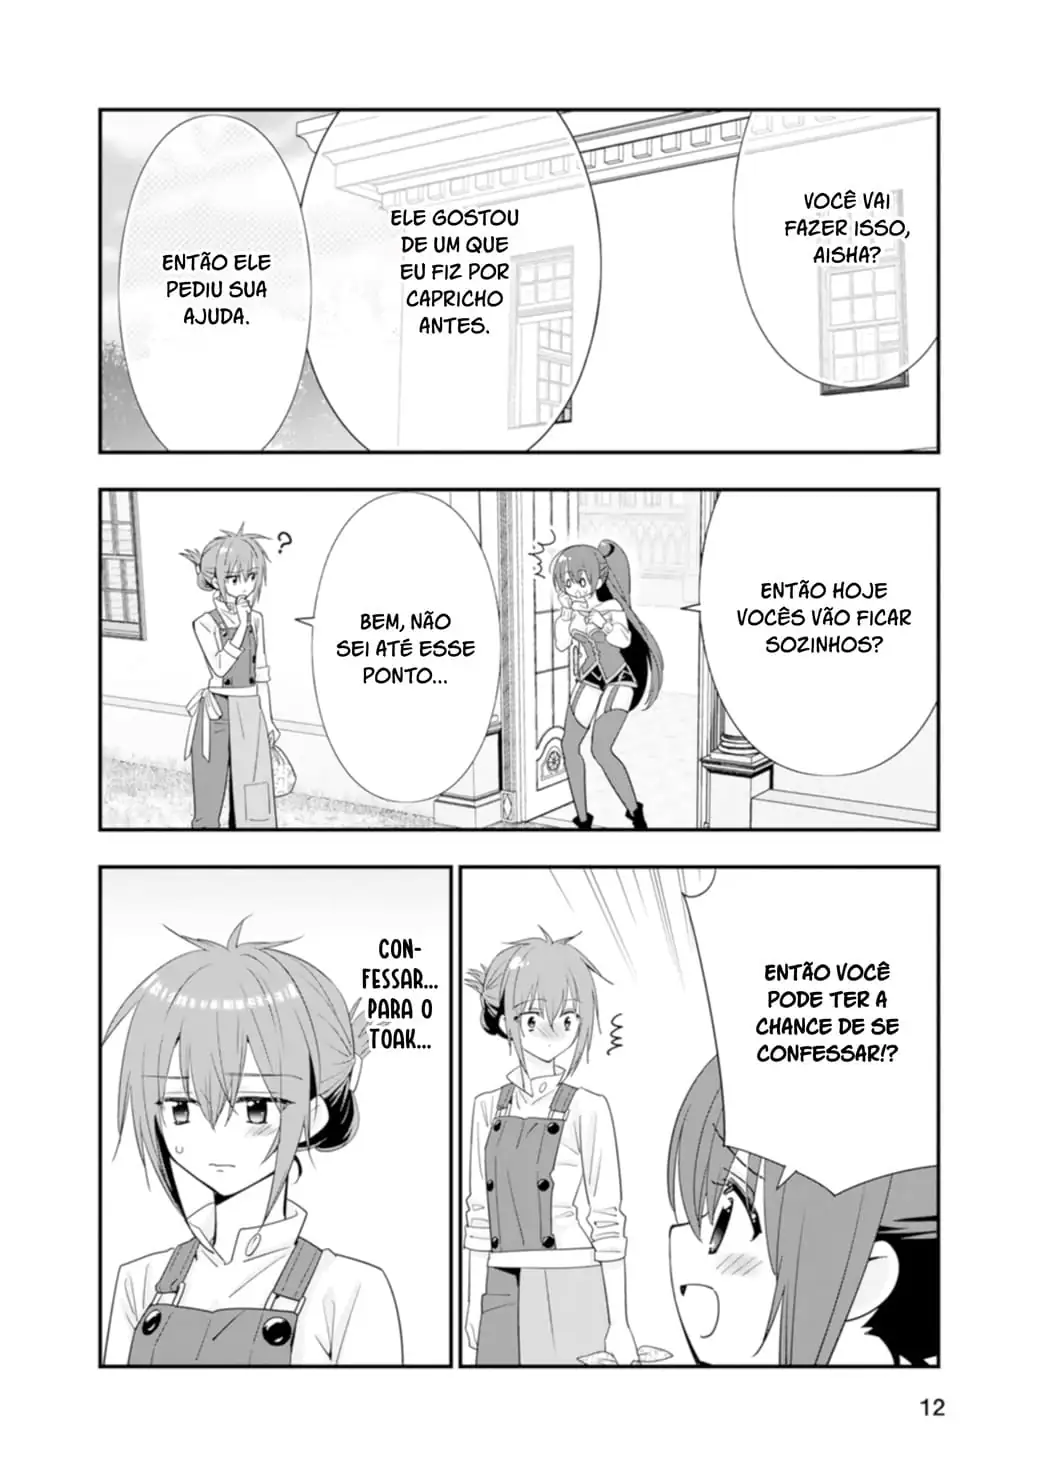 VOCÊ VAI
FAZER ISSO,
AISHA?
ELE GOSTOU
DE UM QUE
EU FIZ POR
CAPRICHO
ANTES.
ENTÃO ELE
PEDIU SUA
AJUDA.
ENTÃO HOJE
VOCÊS VÃO FICAR
SOZINHOS?
BEM, NÃO
SEI ATÉ ESSE
PONTO...
?
ENTÃO VOCÊ
PODE TER A
CHANCE DE SE
CONFESSAR!?
CON-
FESSAR...
PARA O
TOAK...
12